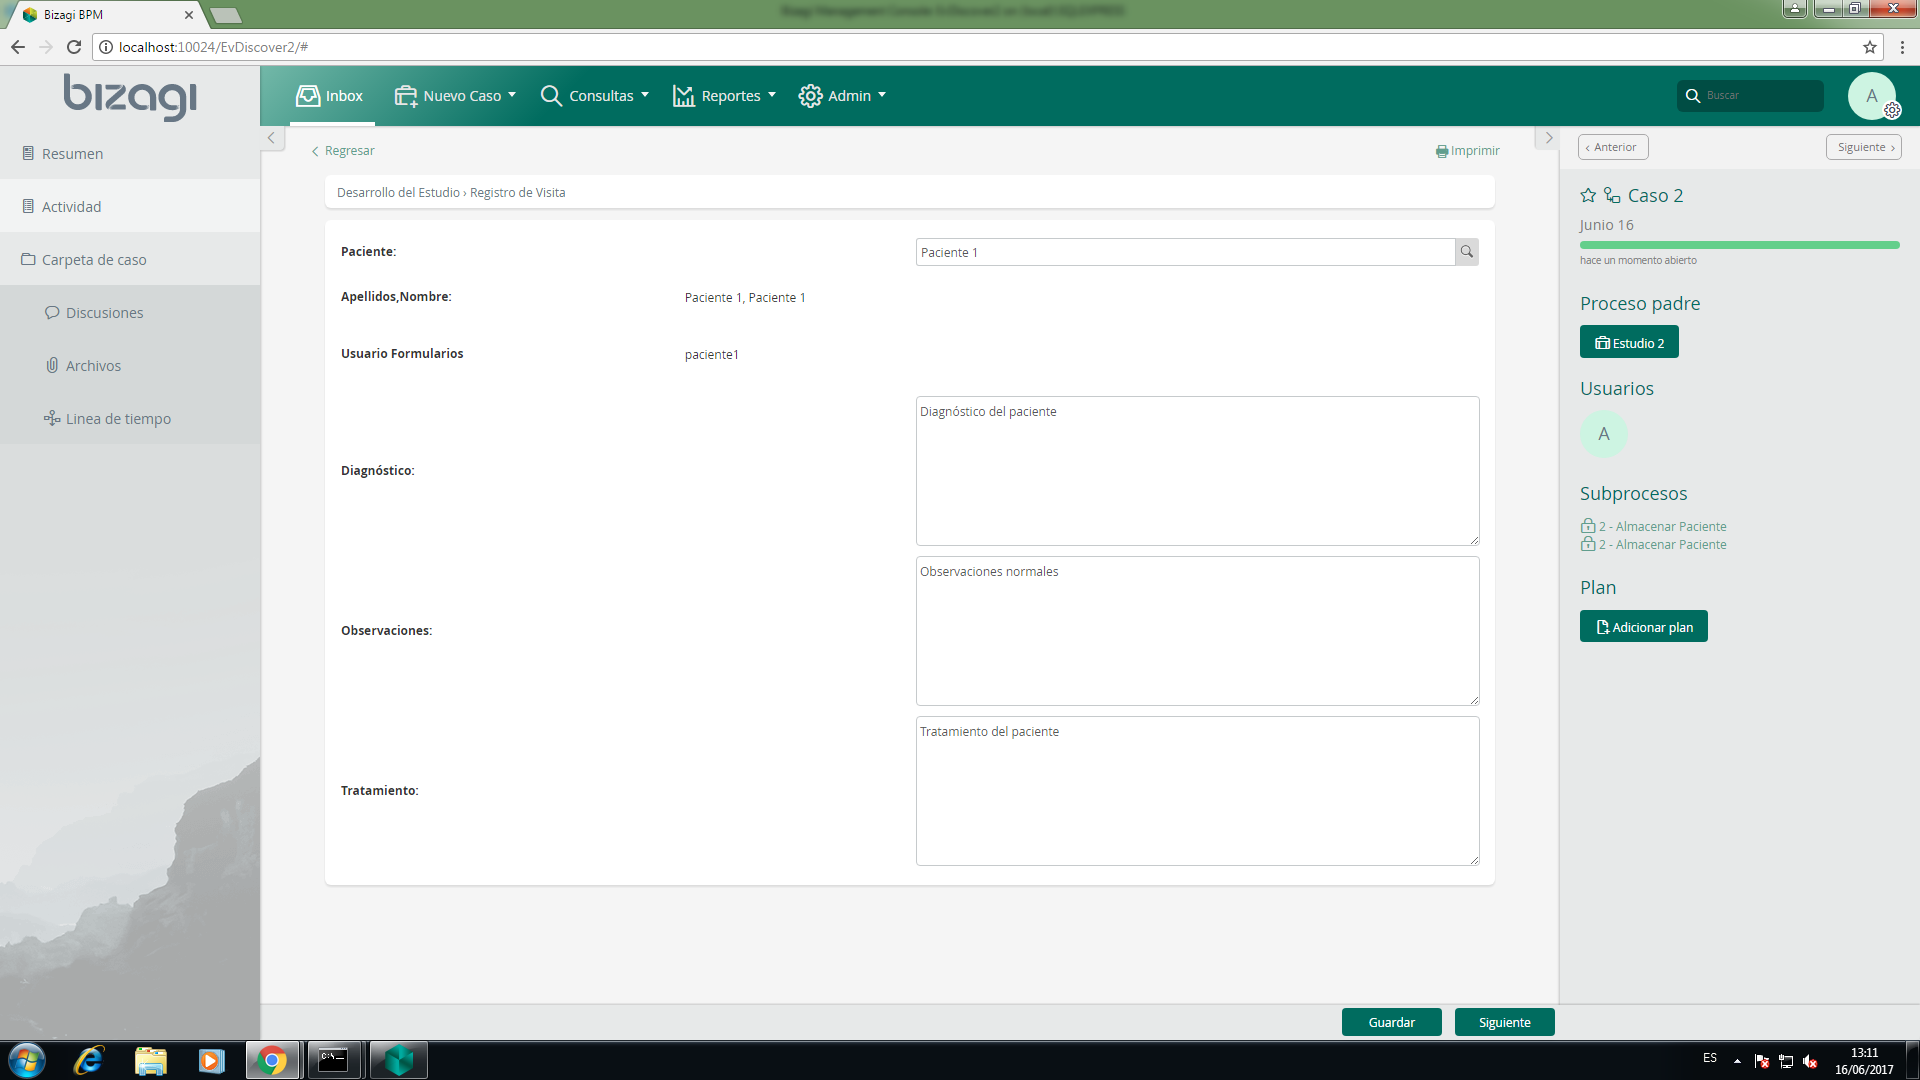 Bizagi BPM
localhost:10024/EvDiscover2/#
bizagi
Inbox
Nuevo Caso
Consultas
Reportes
Admin
Buscar
A
Resumen
Actividad
Carpeta de caso
Discusiones
Archivos
Linea de tiempo
Regresar
Imprimir
Desarrollo del Estudio › Registro de Visita
Paciente:
Paciente 1
Apellidos,Nombre:
Paciente 1, Paciente 1
Usuario Formularios
paciente1
Diagnóstico:
Diagnóstico del paciente
Observaciones:
Observaciones normales
Tratamiento:
Tratamiento del paciente
Guardar
Siguiente
‹ Anterior
Siguiente ›
Caso 2
Junio 16
hace un momento abierto
Proceso padre
Estudio 2
Usuarios
A
Subprocesos
2 - Almacenar Paciente
2 - Almacenar Paciente
Plan
Adicionar plan
ES
13:11
16/06/2017